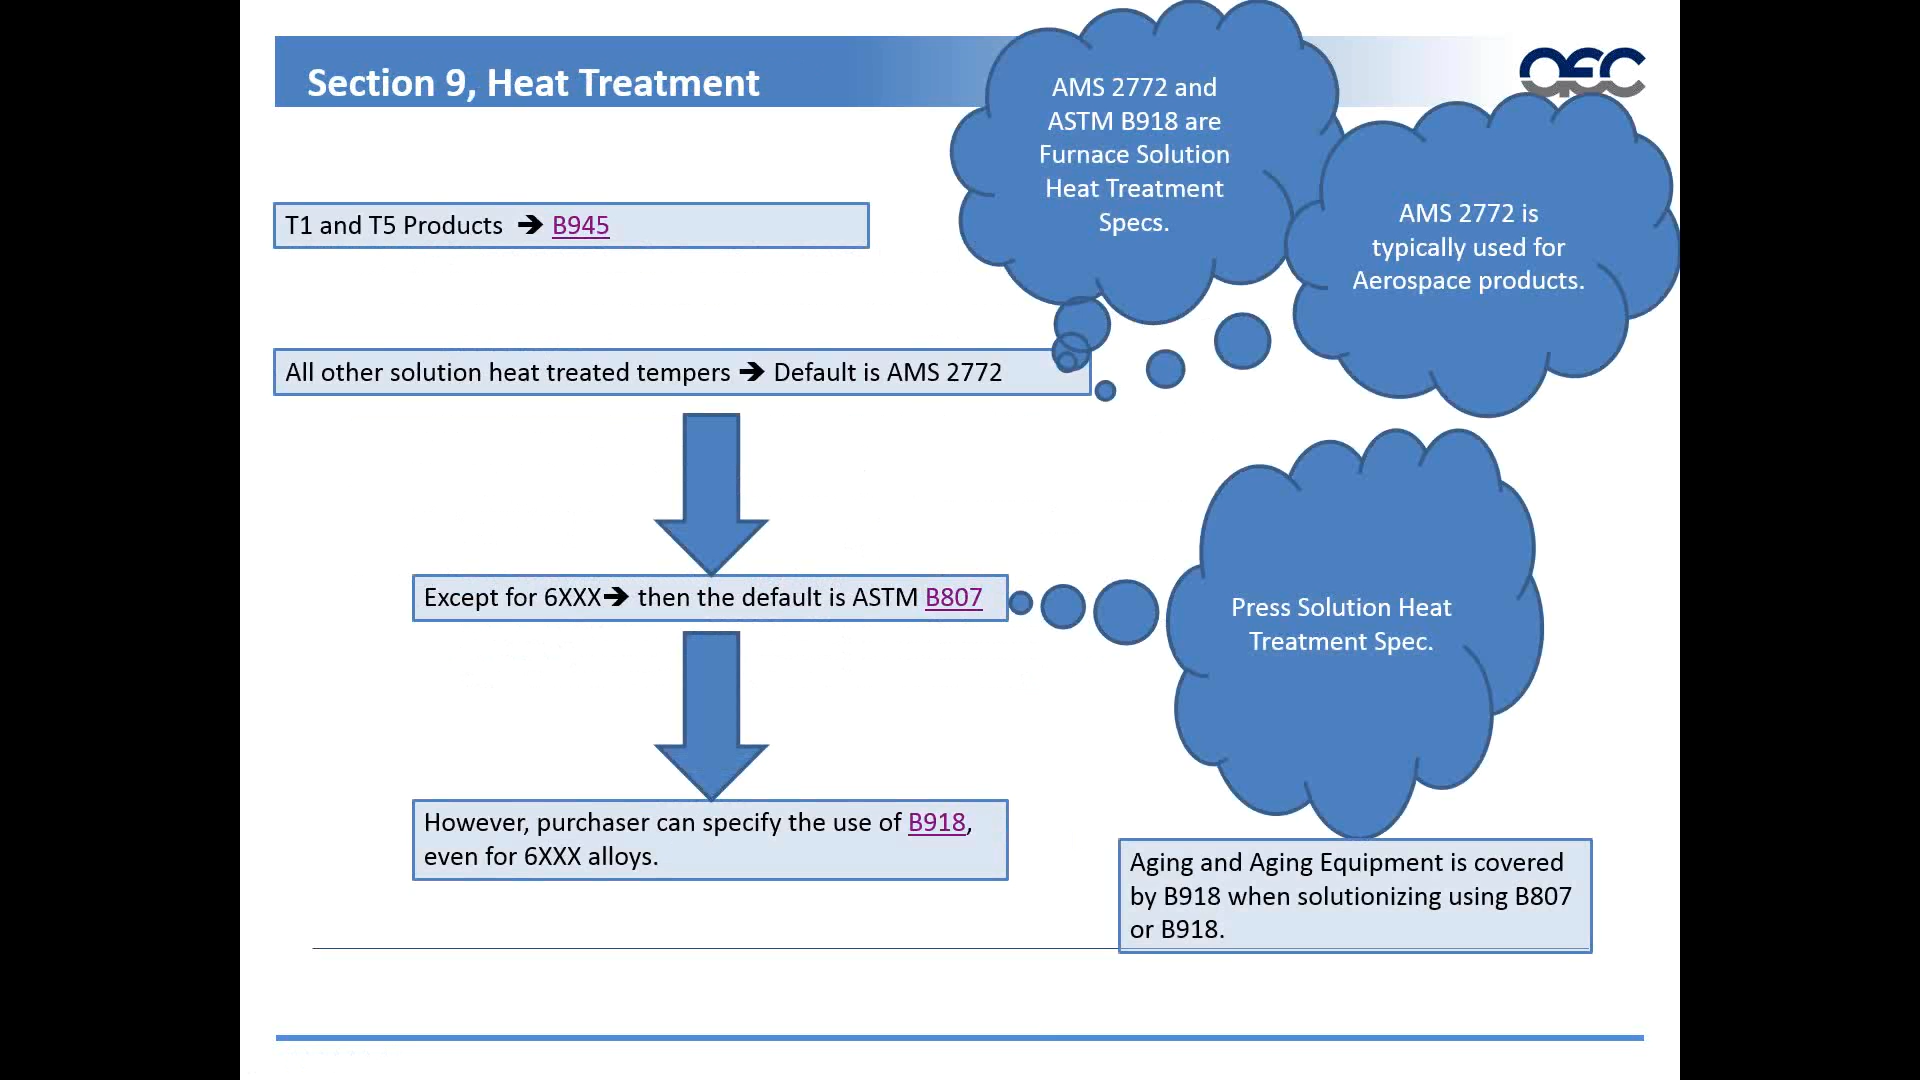 Section 9, Heat Treatment
AEC
AMS 2772 and
ASTM B918 are
Furnace Solution
Heat Treatment
Specs.
AMS 2772 is
typically used for
Aerospace products.
T1 and T5 Products ➔ B945
All other solution heat treated tempers ➔ Default is AMS 2772
Except for 6XXX➔ then the default is ASTM B807
Press Solution Heat
Treatment Spec.
However, purchaser can specify the use of B918,
even for 6XXX alloys.
Aging and Aging Equipment is covered
by B918 when solutionizing using B807
or B918.